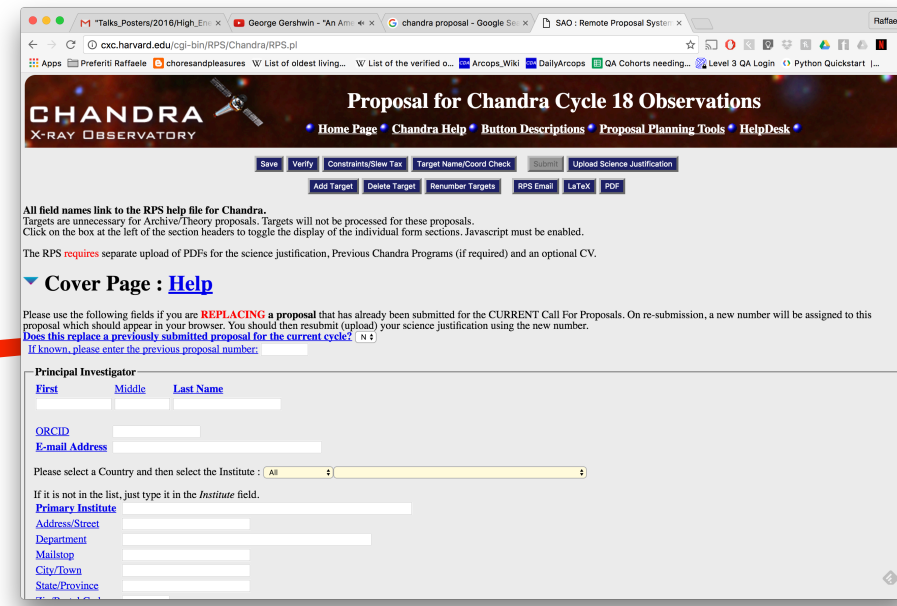 "Talks_Posters/2016/High_Ene George Gershwin - "An Ame chandra proposal - Google Sea SAO : Remote Proposal System Raffae
cxc.harvard.edu/cgi-bin/RPS/Chandra/RPS.pl
Apps Preferiti Raffaele choresandpleasures List of oldest living... List of the verified o... Arcops_Wiki DailyArcops QA Cohorts needing... Level 3 QA Login Python Quickstart |...
CHANDRA
X-RAY OBSERVATORY
Proposal for Chandra Cycle 18 Observations
Home Page Chandra Help Button Descriptions Proposal Planning Tools HelpDesk
Save Verify Constraints/Slew Tax Target Name/Coord Check Submit Upload Science Justification
Add Target Delete Target Renumber Targets RPS Email LaTeX PDF
All field names link to the RPS help file for Chandra.
Targets are unnecessary for Archive/Theory proposals. Targets will not be processed for these proposals.
Click on the box at the left of the section headers to toggle the display of the individual form sections. Javascript must be enabled.
The RPS requires separate upload of PDFs for the science justification, Previous Chandra Programs (if required) and an optional CV.
Cover Page : Help
Please use the following fields if you are REPLACING a proposal that has already been submitted for the CURRENT Call For Proposals. On re-submission, a new number will be assigned to this
proposal which should appear in your browser. You should then resubmit (upload) your science justification using the new number.
Does this replace a previously submitted proposal for the current cycle? N
If known, please enter the previous proposal number:
Principal Investigator
First Middle Last Name
ORCID
E-mail Address
Please select a Country and then select the Institute : All
If it is not in the list, just type it in the Institute field.
Primary Institute
Address/Street
Department
Mailstop
City/Town
State/Province